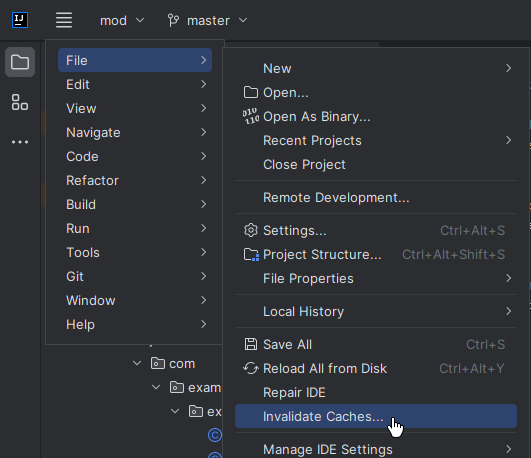 IJ
mod
master
File
Edit
View
Navigate
Code
Refactor
Build
Run
Tools
Git
Window
Help
New
Open...
Open As Binary...
Recent Projects
Close Project
Remote Development...
Settings... Ctrl+Alt+S
Project Structure... Ctrl+Alt+Shift+S
File Properties
Local History
Save All Ctrl+S
Reload All from Disk Ctrl+Alt+Y
Repair IDE
Invalidate Caches...
Manage IDE Settings
com
exam
ex